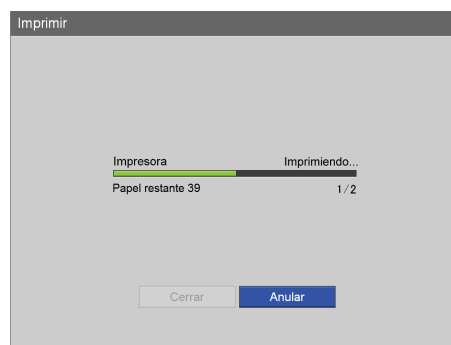 Imprimir
Impresora Imprimiendo...
Papel restante 39 1/2
Cerrar Anular